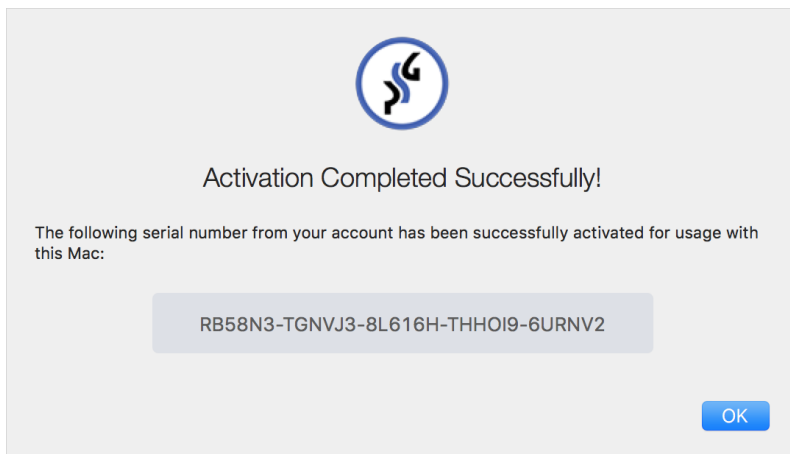 PSG
Activation Completed Successfully!
The following serial number from your account has been successfully activated for usage with
this Mac:
RB58N3-TGNVJ3-8L616H-THHOI9-6URNV2
OK